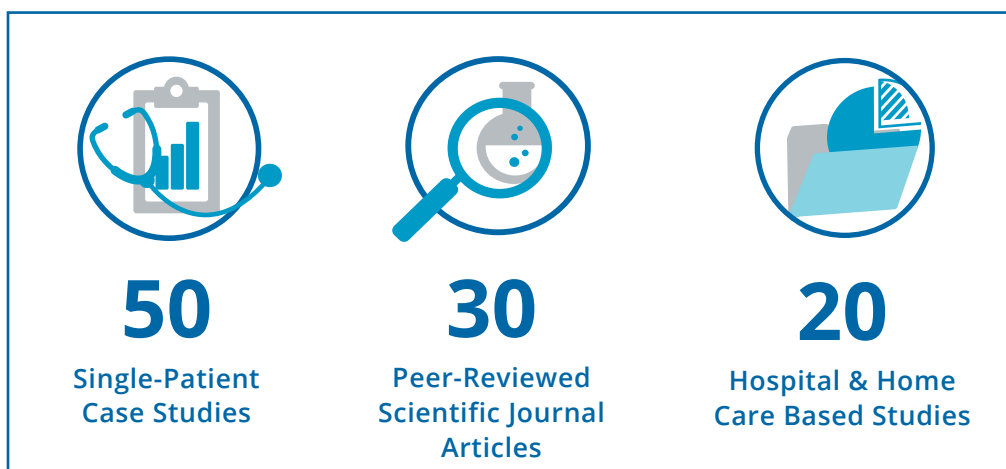 50
Single-Patient
Case Studies
30
Peer-Reviewed
Scientific Journal
Articles
20
Hospital & Home
Care Based Studies